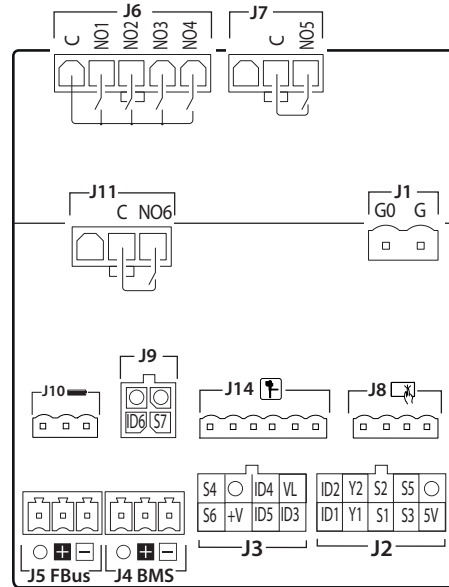 J6 J7
C NO1 NO2 NO3 NO4 C NO5
J11 J1
C NO6 G0 G
J9
J10 J14 J8
ID6 S7
S4 ID4 VL ID2 Y2 S2 S5
S6 +V ID5 ID3 ID1 Y1 S1 S3 5V
J3 J2
+ − + −
J5 FBus J4 BMS